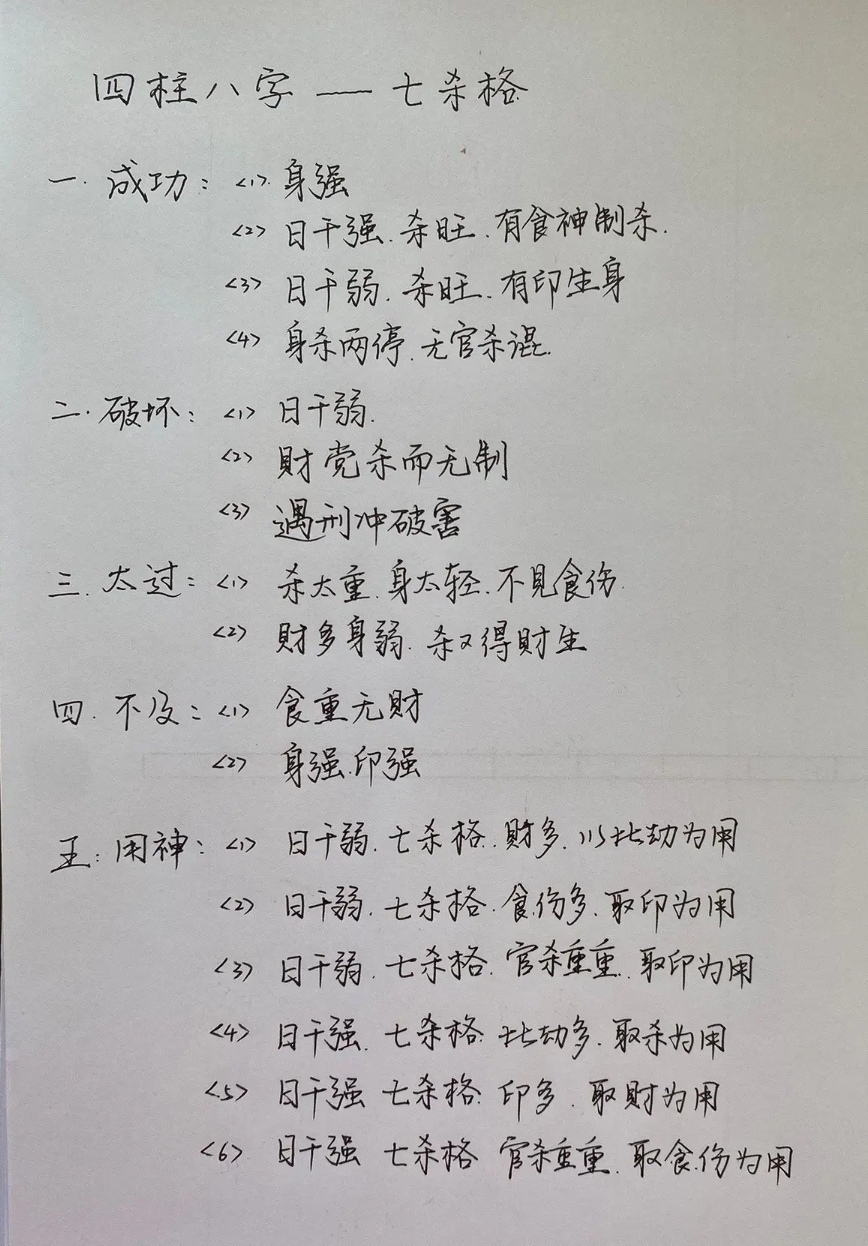 四柱八字 — 七杀格
一. 成功: <1>. 身强
<2> 日干强. 杀旺. 有食神制杀.
<3> 日干弱. 杀旺. 有印生身
<4> 身杀两停. 无官杀混.
二. 破坏: <1> 日干弱.
<2> 財党杀而无制
<3> 遇刑冲破害
三. 太过: <1> 杀太重. 身太轻. 不见食伤.
<2> 財多身弱. 杀又得財生
四. 不及: <1> 食重无財
<2> 身强. 印强
五: 用神: <1> 日干弱. 七杀格. 財多. 以比劫为用
<2> 日干弱. 七杀格. 食伤多. 取印为用
<3> 日干弱. 七杀格. 官杀重重. 取印为用
<4> 日干强. 七杀格. 比劫多. 取杀为用
<5> 日干强 七杀格. 印多. 取財为用
<6> 日干强 七杀格 官杀重重. 取食伤为用